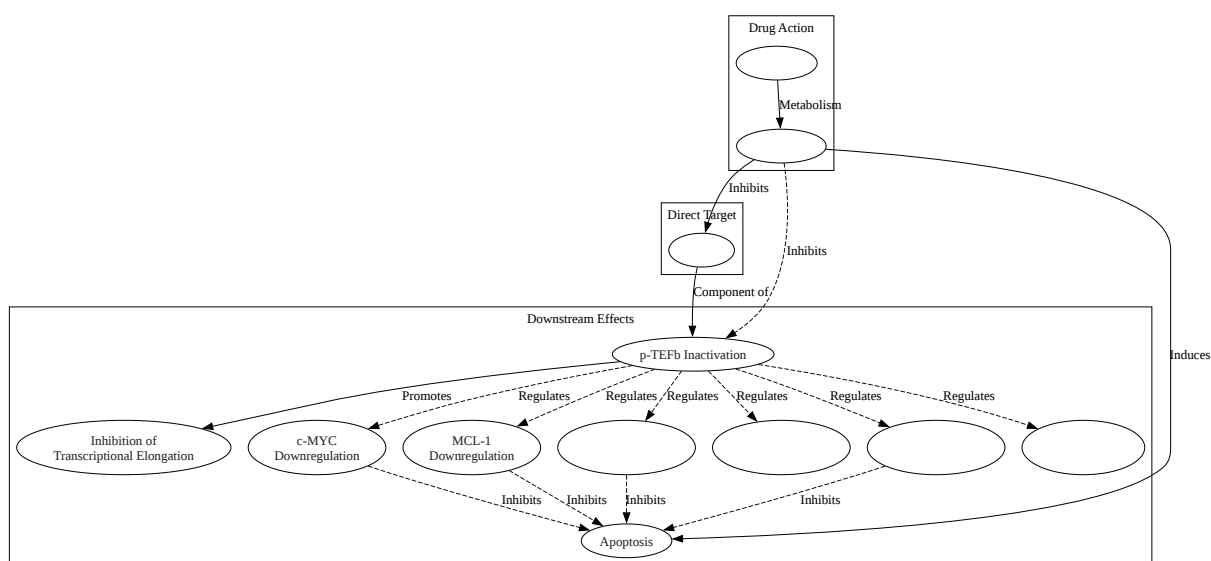 Drug Action
Metabolism
Inhibits
Direct Target
Inhibits
Component of
Downstream Effects
p-TEFb Inactivation
Induces
Promotes
Regulates
Regulates
Regulates
Regulates
Regulates
Regulates
Inhibition of
Transcriptional Elongation
c-MYC
Downregulation
MCL-1
Downregulation
Inhibits
Inhibits
Inhibits
Inhibits
Apoptosis